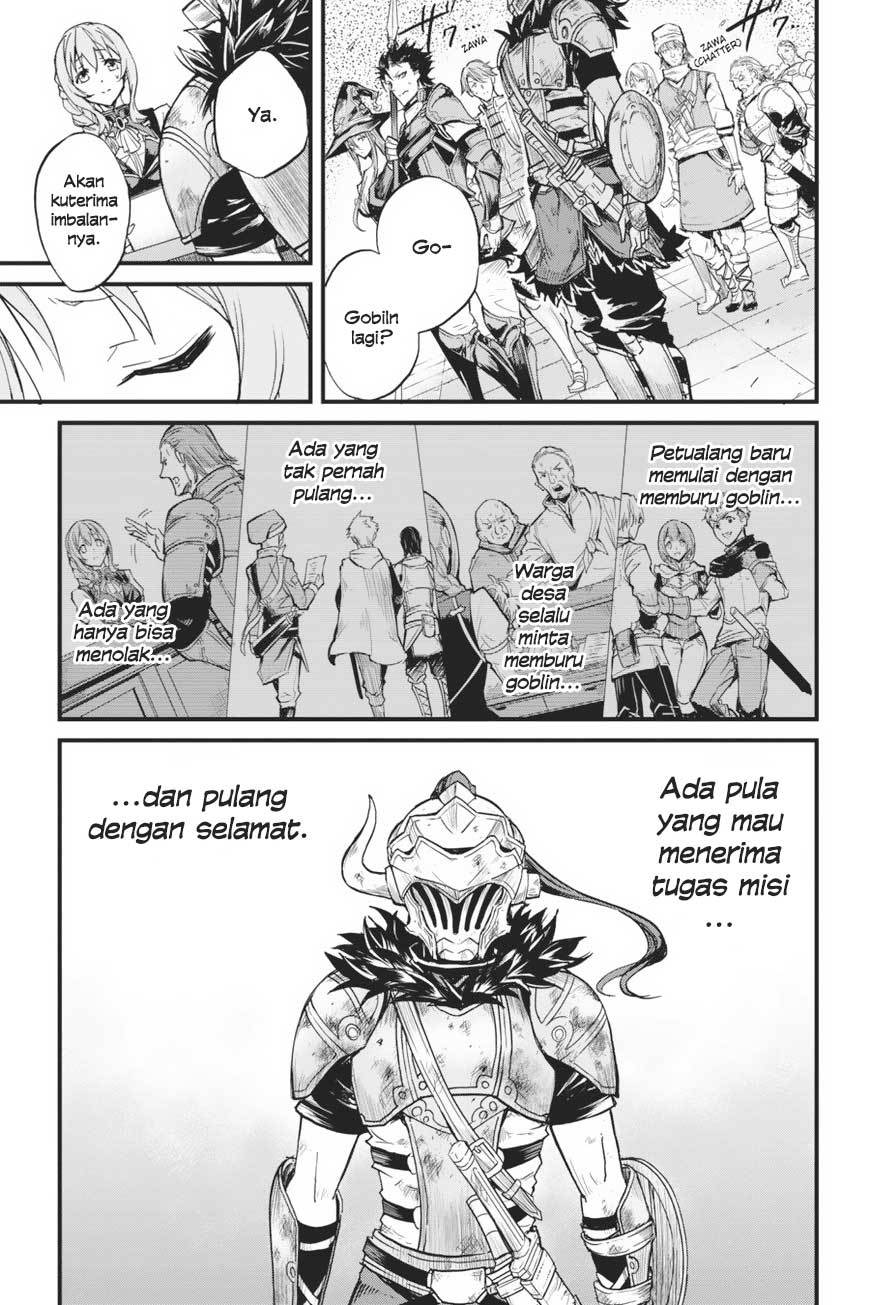 ZAWA
ZAWA
(CHATTER)
Go-
Gobiln
lagi?
Ya.
Akan
kuterima
imbalan-
nya.
Petualang baru
memulai dengan
memburu goblin...
Warga
desa
selalu
minta
memburu
goblin...
Ada yang
tak pernah
pulang...
Ada yang
hanya bisa
menolak...
Ada pula
yang mau
menerima
tugas misi
...
...dan pulang
dengan selamat.